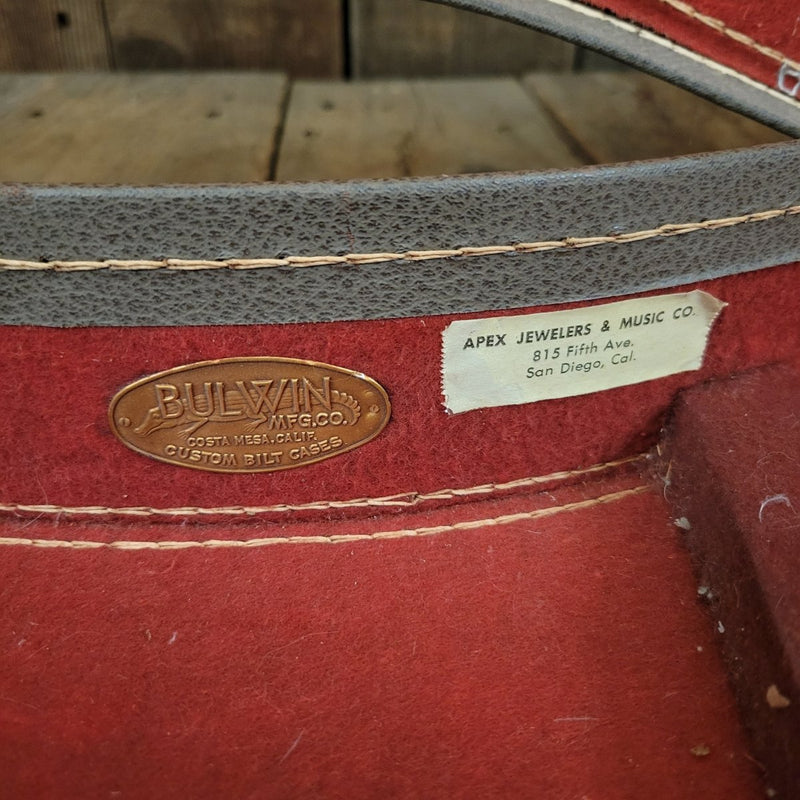 BULWIN
MFG.CO.
COSTA MESA.CALIF.
CUSTOM BILT CASES
APEX JEWELERS & MUSIC CO.
815 Fifth Ave.
San Diego, Cal.